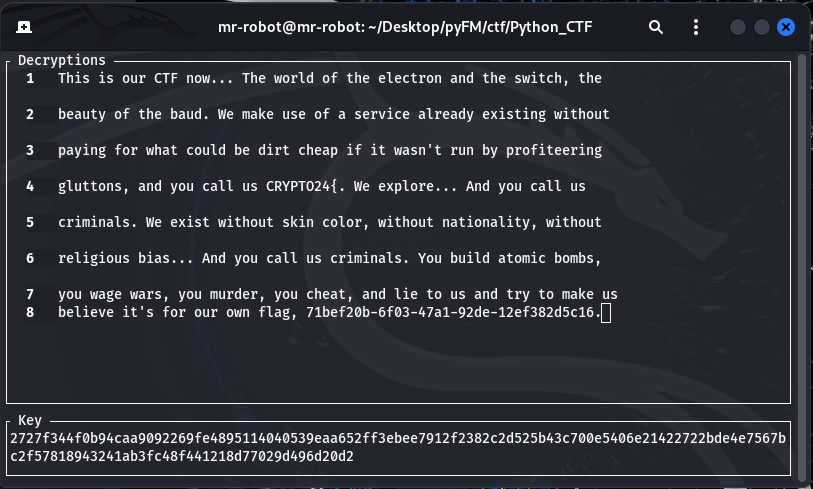 mr-robot@mr-robot: ~/Desktop/pyFM/ctf/Python_CTF
Decryptions
1 This is our CTF now... The world of the electron and the switch, the
2 beauty of the baud. We make use of a service already existing without
3 paying for what could be dirt cheap if it wasn't run by profiteering
4 gluttons, and you call us CRYPTO24{. We explore... And you call us
5 criminals. We exist without skin color, without nationality, without
6 religious bias... And you call us criminals. You build atomic bombs,
7 you wage wars, you murder, you cheat, and lie to us and try to make us
8 believe it's for our own flag, 71bef20b-6f03-47a1-92de-12ef382d5c16.
Key
2727f344f0b94caa9092269fe4895114040539eaa652ff3ebee7912f2382c2d525b43c700e5406e21422722bde4e7567b
c2f57818943241ab3fc48f441218d77029d496d20d2